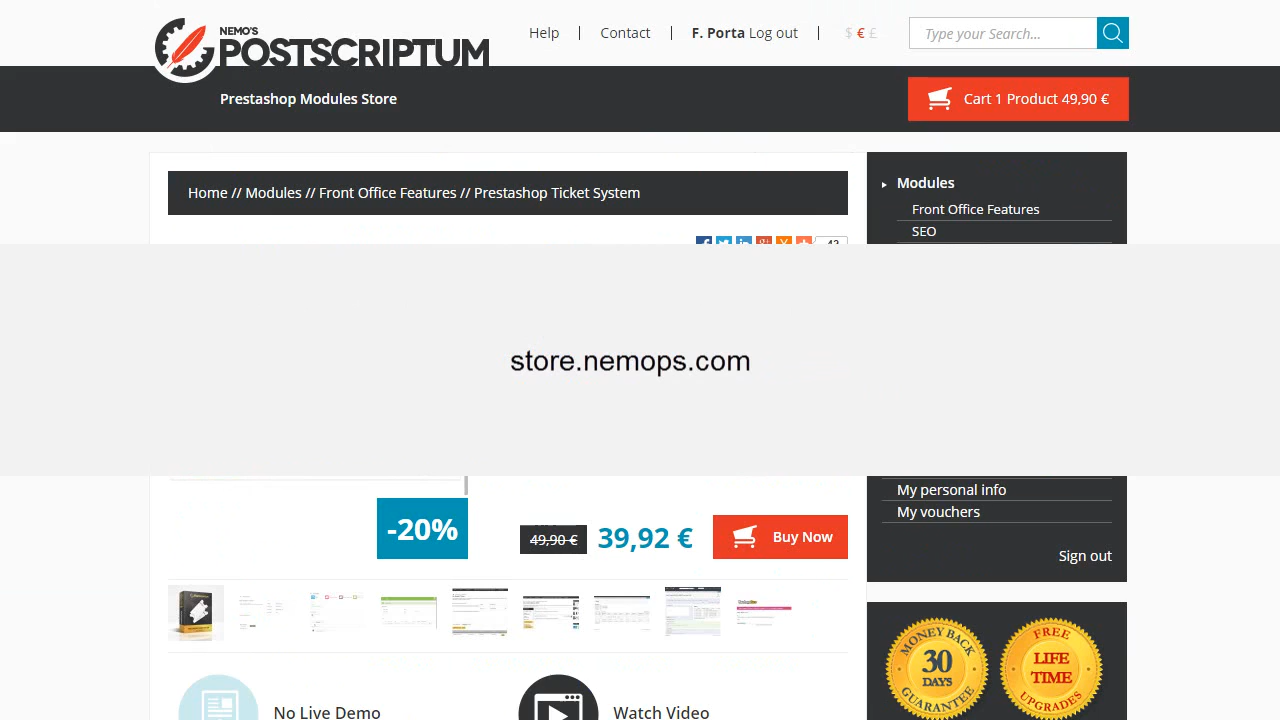 NEMO'S
POSTSCRIPTUM
Help
Contact
F. Porta Log out
$ € £
Type your Search...
Prestashop Modules Store
Cart 1 Product 49,90 €
Home // Modules // Front Office Features // Prestashop Ticket System
Modules
Front Office Features
SEO
store.nemops.com
My personal info
My vouchers
Sign out
-20%
49,90 €
39,92 €
Buy Now
MONEY BACK
30
DAYS
GUARANTEE
FREE
LIFE
TIME
UPGRADES
No Live Demo
Watch Video